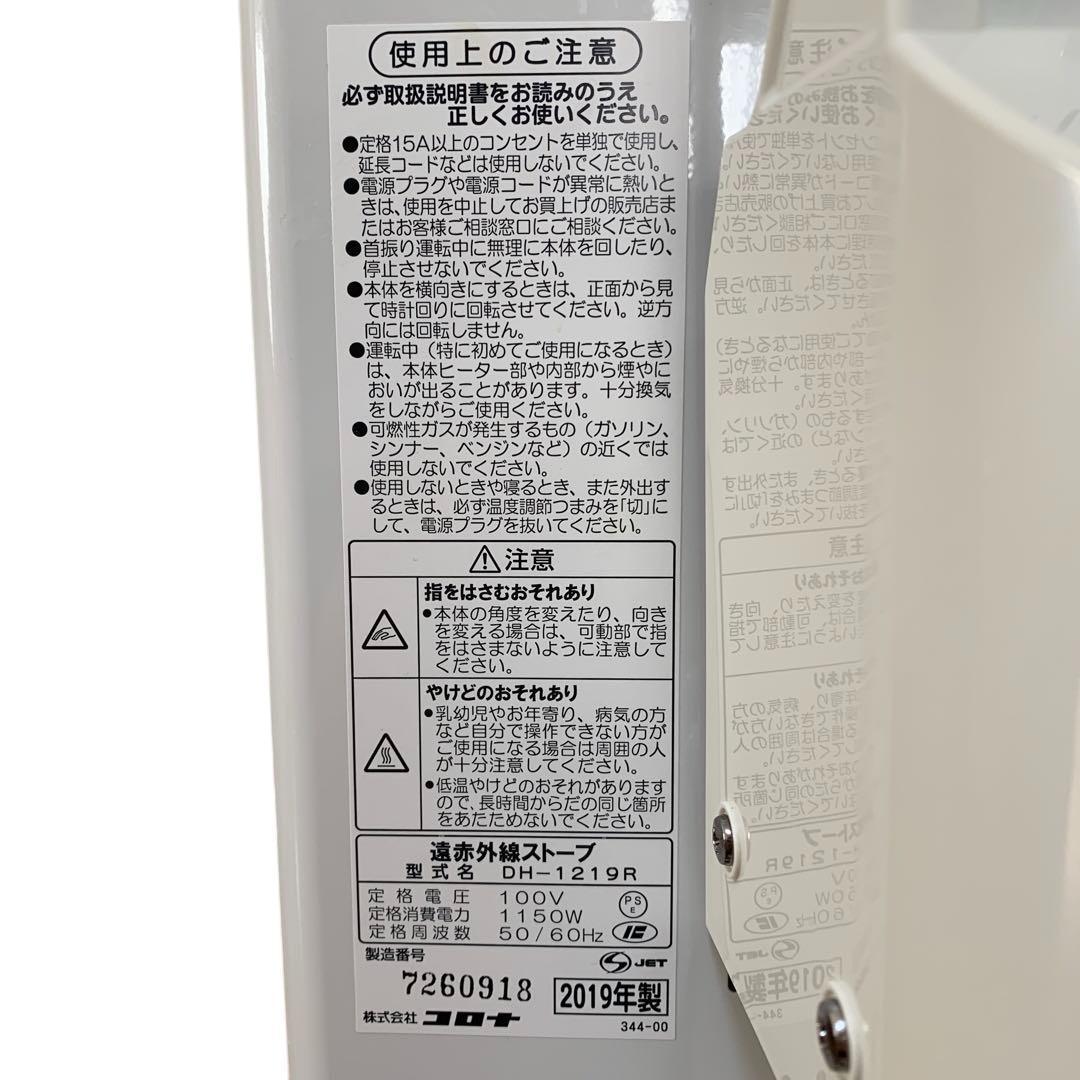 使用上のご注意
必ず取扱説明書をお読みのうえ
正しくお使いください。
●定格15A以上のコンセントを単独で使用し、
延長コードなどは使用しないでください。
●電源プラグや電源コードが異常に熱いと
きは、使用を中止してお買上げの販売店ま
たはお客様ご相談窓口にご相談ください。
●首振り運転中に無理に本体を回したり、
停止させないでください。
●本体を横向きにするときは、正面から見
て時計回りに回転させてください。逆方
向には回転しません。
●運転中（特に初めてご使用になるとき）
は、本体ヒーター部や内部から煙やに
おいが出ることがあります。十分換気
をしながらご使用ください。
●可燃性ガスが発生するもの（ガソリン、
シンナー、ベンジンなど）の近くでは
使用しないでください。
●使用しないときや寝るとき、また外出す
るときは、必ず温度調節つまみを「切」に
して、電源プラグを抜いてください。
⚠注意
指をはさむおそれあり
●本体の角度を変えたり、向き
を変える場合は、可動部で指
をはさまないように注意して
ください。
やけどのおそれあり
●乳幼児やお年寄り、病気の方
など自分で操作できない方が
ご使用になる場合は周囲の人
が十分注意してください。
●低温やけどのおそれがあります
ので、長時間からだの同じ箇所
をあたためないでください。
遠赤外線ストーブ
型式名 DH-1219R
定格電圧 100V
定格消費電力 1150W
定格周波数 50/60Hz
PSE
製造番号
JET
7260918
2019年製
株式会社 コロナ
344-00